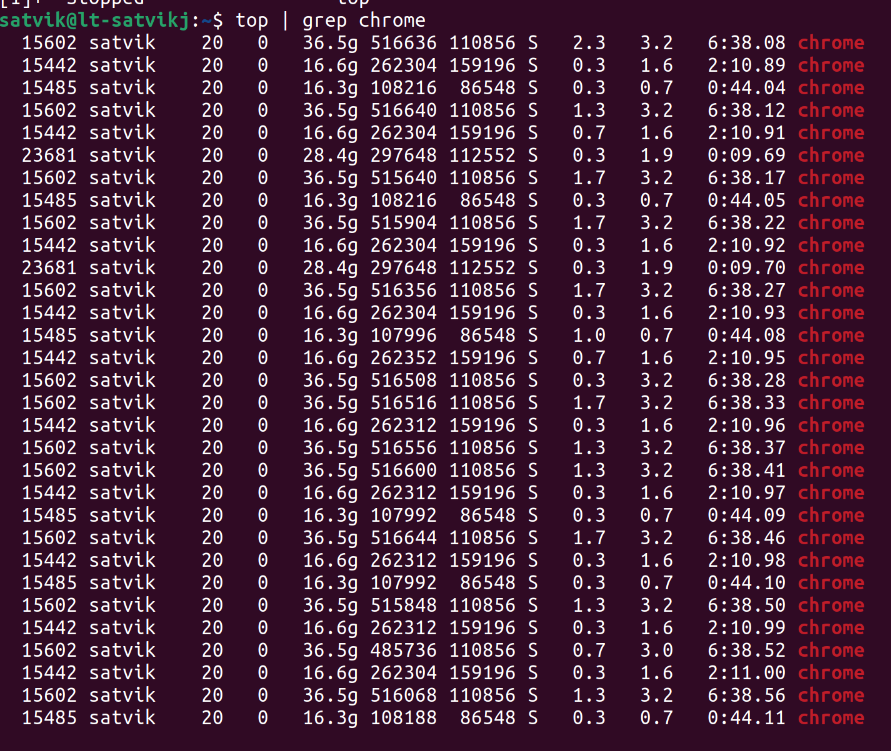 [1]+  Stopped                 top
satvik@lt-satvikj:~$ top | grep chrome
  15602 satvik    20   0   36.5g 516636 110856 S   2.3   3.2   6:38.08 chrome
  15442 satvik    20   0   16.6g 262304 159196 S   0.3   1.6   2:10.89 chrome
  15485 satvik    20   0   16.3g 108216  86548 S   0.3   0.7   0:44.04 chrome
  15602 satvik    20   0   36.5g 516640 110856 S   1.3   3.2   6:38.12 chrome
  15442 satvik    20   0   16.6g 262304 159196 S   0.7   1.6   2:10.91 chrome
  23681 satvik    20   0   28.4g 297648 112552 S   0.3   1.9   0:09.69 chrome
  15602 satvik    20   0   36.5g 515640 110856 S   1.7   3.2   6:38.17 chrome
  15485 satvik    20   0   16.3g 108216  86548 S   0.3   0.7   0:44.05 chrome
  15602 satvik    20   0   36.5g 515904 110856 S   1.7   3.2   6:38.22 chrome
  15442 satvik    20   0   16.6g 262304 159196 S   0.3   1.6   2:10.92 chrome
  23681 satvik    20   0   28.4g 297648 112552 S   0.3   1.9   0:09.70 chrome
  15602 satvik    20   0   36.5g 516356 110856 S   1.7   3.2   6:38.27 chrome
  15442 satvik    20   0   16.6g 262304 159196 S   0.3   1.6   2:10.93 chrome
  15485 satvik    20   0   16.3g 107996  86548 S   1.0   0.7   0:44.08 chrome
  15442 satvik    20   0   16.6g 262352 159196 S   0.7   1.6   2:10.95 chrome
  15602 satvik    20   0   36.5g 516508 110856 S   0.3   3.2   6:38.28 chrome
  15602 satvik    20   0   36.5g 516516 110856 S   1.7   3.2   6:38.33 chrome
  15442 satvik    20   0   16.6g 262312 159196 S   0.3   1.6   2:10.96 chrome
  15602 satvik    20   0   36.5g 516556 110856 S   1.3   3.2   6:38.37 chrome
  15602 satvik    20   0   36.5g 516600 110856 S   1.3   3.2   6:38.41 chrome
  15442 satvik    20   0   16.6g 262312 159196 S   0.3   1.6   2:10.97 chrome
  15485 satvik    20   0   16.3g 107992  86548 S   0.3   0.7   0:44.09 chrome
  15602 satvik    20   0   36.5g 516644 110856 S   1.7   3.2   6:38.46 chrome
  15442 satvik    20   0   16.6g 262312 159196 S   0.3   1.6   2:10.98 chrome
  15485 satvik    20   0   16.3g 107992  86548 S   0.3   0.7   0:44.10 chrome
  15602 satvik    20   0   36.5g 515848 110856 S   1.3   3.2   6:38.50 chrome
  15442 satvik    20   0   16.6g 262312 159196 S   0.3   1.6   2:10.99 chrome
  15602 satvik    20   0   36.5g 485736 110856 S   0.7   3.0   6:38.52 chrome
  15442 satvik    20   0   16.6g 262304 159196 S   0.3   1.6   2:11.00 chrome
  15602 satvik    20   0   36.5g 516068 110856 S   1.3   3.2   6:38.56 chrome
  15485 satvik    20   0   16.3g 108188  86548 S   0.3   0.7   0:44.11 chrome